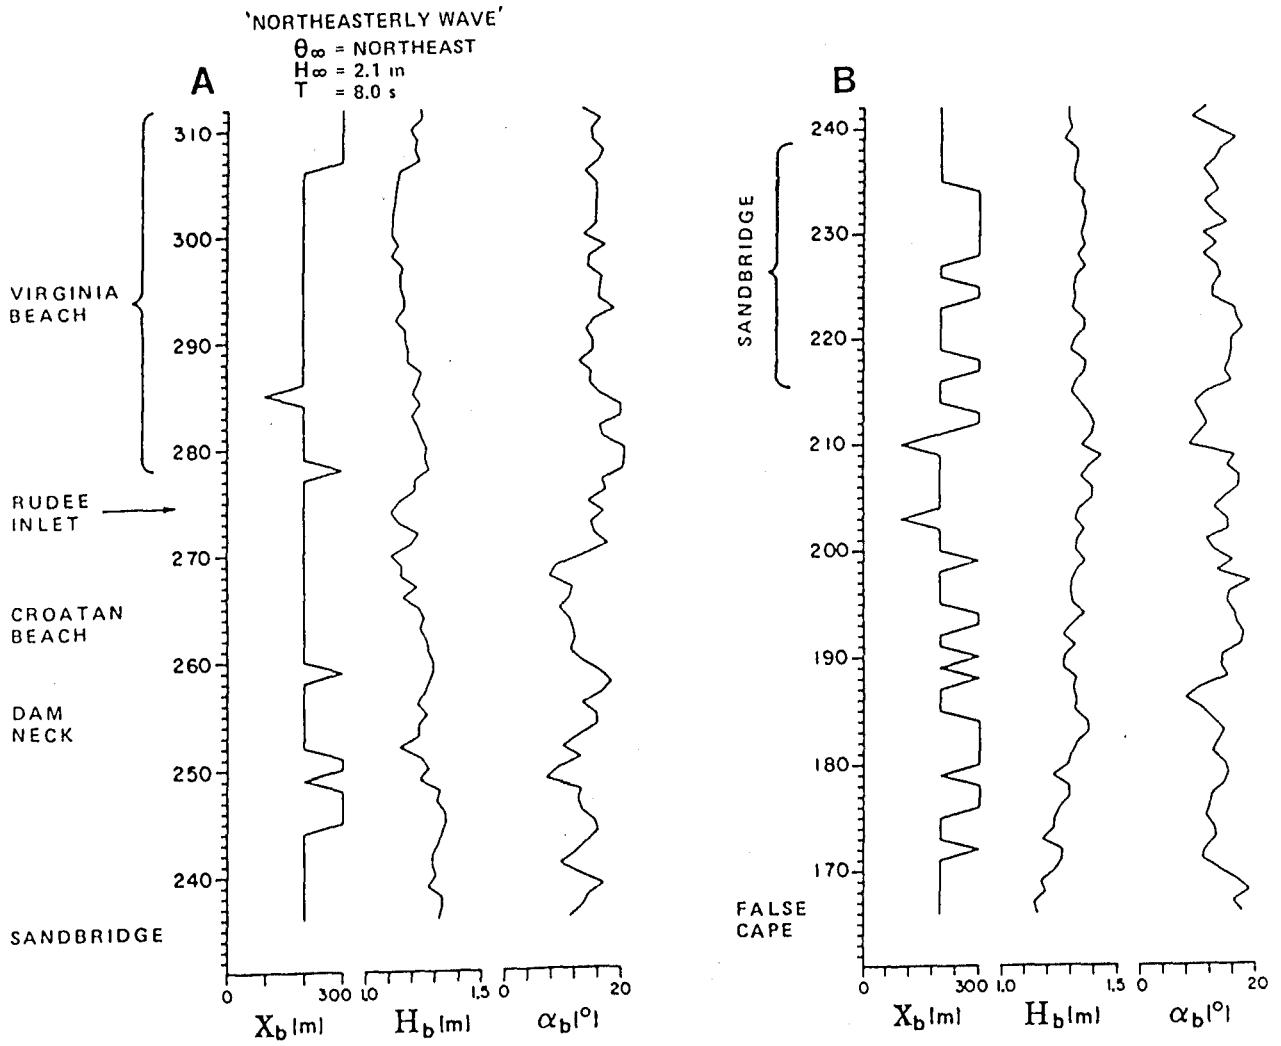 'NORTHEASTERLY WAVE'
θ∞ = NORTHEAST
H∞ = 2.1 m
T = 8.0 s
A
310
300
290
280
270
260
250
240
VIRGINIA
BEACH
RUDEE
INLET
CROATAN
BEACH
DAM
NECK
SANDBRIDGE
0 300
1.0 1.5
0 20
Xb (m)
Hb (m)
αb (°)
B
240
230
220
210
200
190
180
170
SANDBRIDGE
FALSE
CAPE
0 300
1.0 1.5
0 20
Xb (m)
Hb (m)
αb (°)